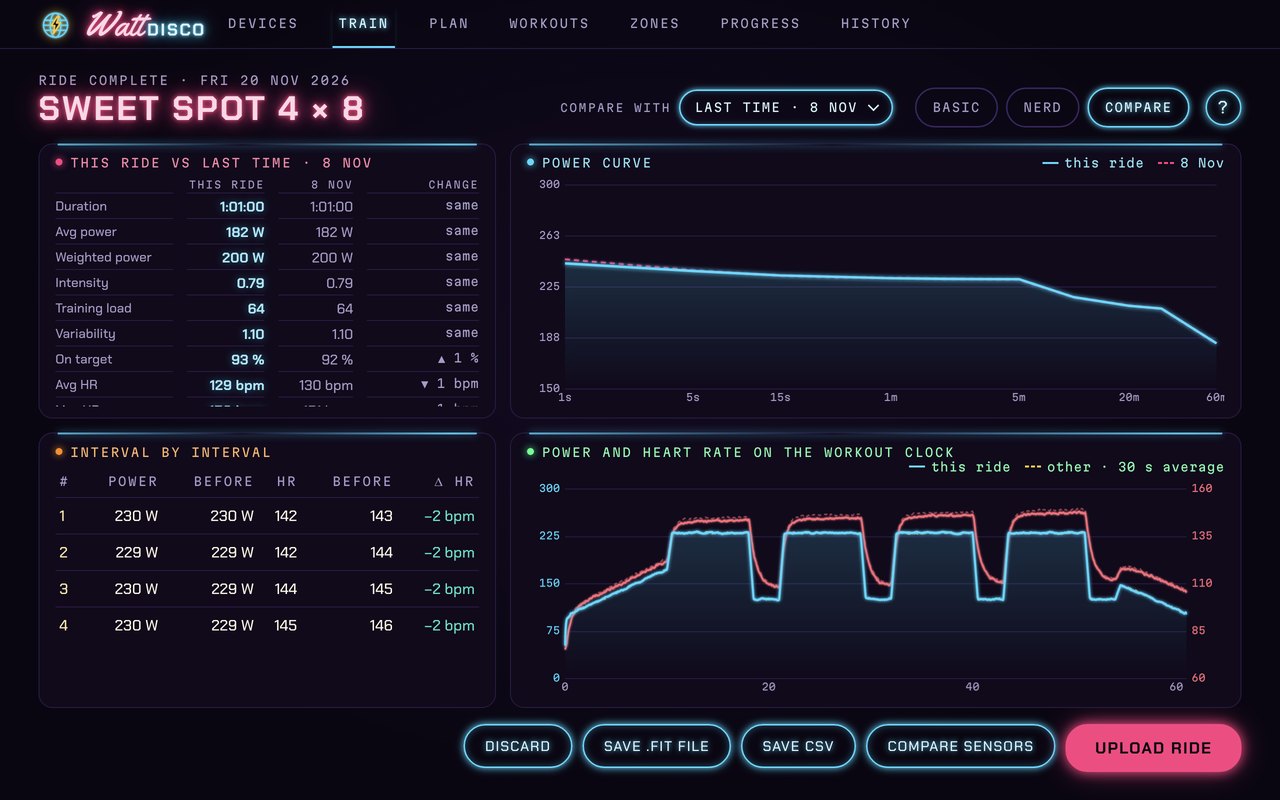 WattDISCO DEVICES TRAIN PLAN WORKOUTS ZONES PROGRESS HISTORY
RIDE COMPLETE · FRI 20 NOV 2026
SWEET SPOT 4 × 8
COMPARE WITH LAST TIME · 8 NOV BASIC NERD COMPARE ?
THIS RIDE VS LAST TIME · 8 NOV
THIS RIDE 8 NOV CHANGE
Duration 1:01:00 1:01:00 same
Avg power 182 W 182 W same
Weighted power 200 W 200 W same
Intensity 0.79 0.79 same
Training load 64 64 same
Variability 1.10 1.10 same
On target 93 % 92 % ▲ 1 %
Avg HR 129 bpm 130 bpm ▼ 1 bpm
POWER CURVE
this ride 8 Nov
300
263
225
188
150
1s 5s 15s 1m 5m 20m 60m
INTERVAL BY INTERVAL
# POWER BEFORE HR BEFORE Δ HR
1 230 W 230 W 142 143 −2 bpm
2 229 W 229 W 142 144 −2 bpm
3 230 W 229 W 144 145 −2 bpm
4 230 W 229 W 145 146 −2 bpm
POWER AND HEART RATE ON THE WORKOUT CLOCK
this ride other · 30 s average
300 160
225 135
150 110
75 85
0 60
0 20 40 60
DISCARD SAVE .FIT FILE SAVE CSV COMPARE SENSORS UPLOAD RIDE